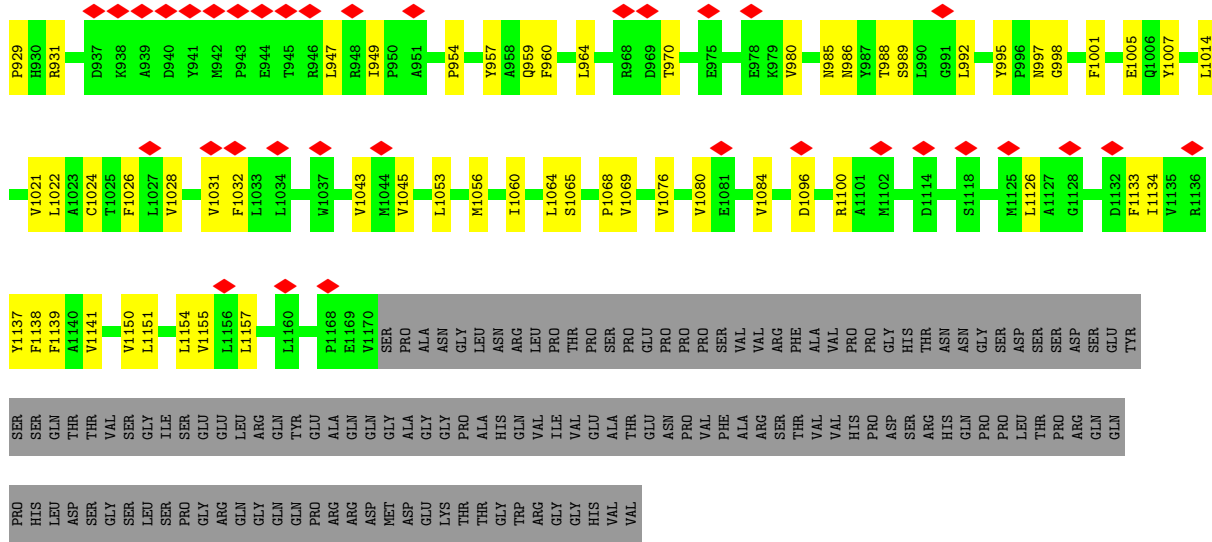 P929 H930 R931 D937 K938 A939 D940 Y941 M942 P943 E944 T945 R946 L947 R948 I949 P950 A951 P954 Y957 A958 Q959 F960 L964 R968 D969 T970 E975 E978 K979 V980 N985 N986 Y987 T988 S989 L990 G991 L992 Y995 P996 N997 G998 F1001 E1005 Q1006 Y1007 L1014
V1021 L1022 A1023 C1024 T1025 F1026 L1027 V1028 V1031 F1032 L1033 L1034 W1037 V1043 M1044 V1045 L1053 M1056 I1060 L1064 S1065 P1068 V1069 V1076 V1080 E1081 V1084 D1096 R1100 A1101 M1102 D1114 S1118 M1125 L1126 A1127 G1128 D1132 F1133 I1134 V1135 R1136
Y1137 F1138 F1139 A1140 V1141 V1150 L1151 L1154 V1155 L1156 L1157 L1160 P1168 E1169 V1170 SER PRO ALA ASN GLY LEU ASN ARG LEU PRO THR PRO SER PRO GLU PRO PRO PRO SER VAL VAL ARG PHE ALA VAL PRO PRO GLY HIS THR ASN ASN GLY SER ASP SER SER ASP SER GLU TYR
SER SER GLN THR THR VAL SER GLY ILE SER GLU GLU LEU ARG GLN TYR GLU ALA GLN GLN GLY ALA GLY GLY PRO ALA HIS GLN VAL ILE VAL GLU ALA THR GLU ASN PRO VAL PHE ALA ARG SER THR VAL VAL HIS PRO ASP SER ARG HIS GLN PRO PRO LEU THR PRO ARG GLN GLN
PRO HIS LEU ASP SER GLY SER LEU SER PRO GLY ARG GLN GLY GLN GLN PRO ARG ARG ASP MET ASP GLU LYS THR THR GLY TRP ARG GLY GLY HIS VAL VAL